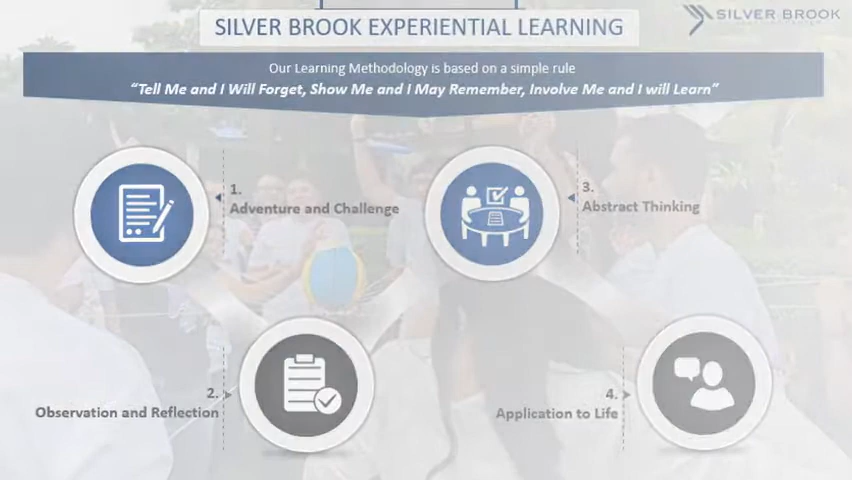 SILVER BROOK EXPERIENTIAL LEARNING
SILVER BROOK
Our Learning Methodology is based on a simple rule
“Tell Me and I Will Forget, Show Me and I May Remember, Involve Me and I will Learn”
1.
Adventure and Challenge
3.
Abstract Thinking
2.
Observation and Reflection
4.
Application to Life